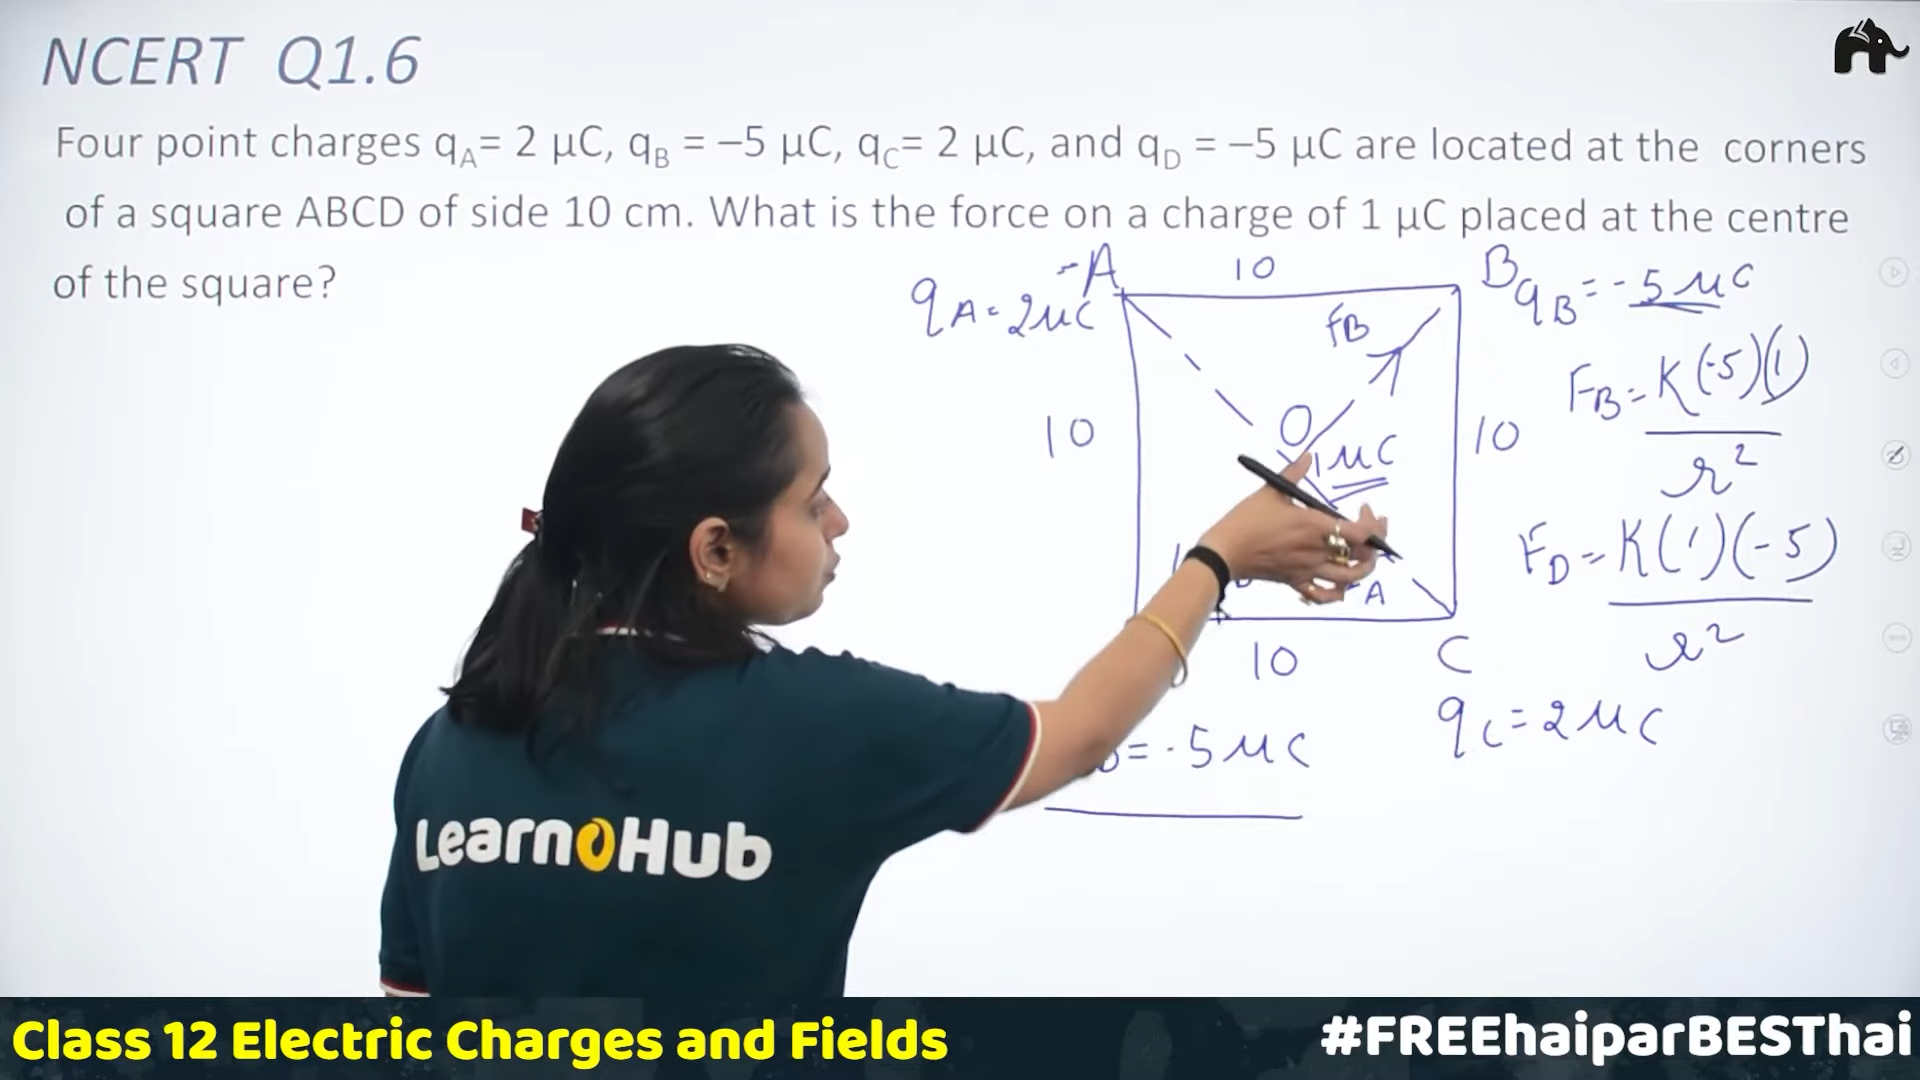 NCERT Q1.6
Four point charges qA= 2 μC, qB = –5 μC, qC= 2 μC, and qD = –5 μC are located at the corners
of a square ABCD of side 10 cm. What is the force on a charge of 1 μC placed at the centre
of the square?
A
10
B
qA = 2μC
qB = -5μC
FB
FB = K(-5)(1)
r²
10
O
1μC
10
FD = K(1)(-5)
r²
A
10
C
D = -5μC
qC = 2μC
LearnoHub
Class 12 Electric Charges and Fields
#FREEhaiparBESThai